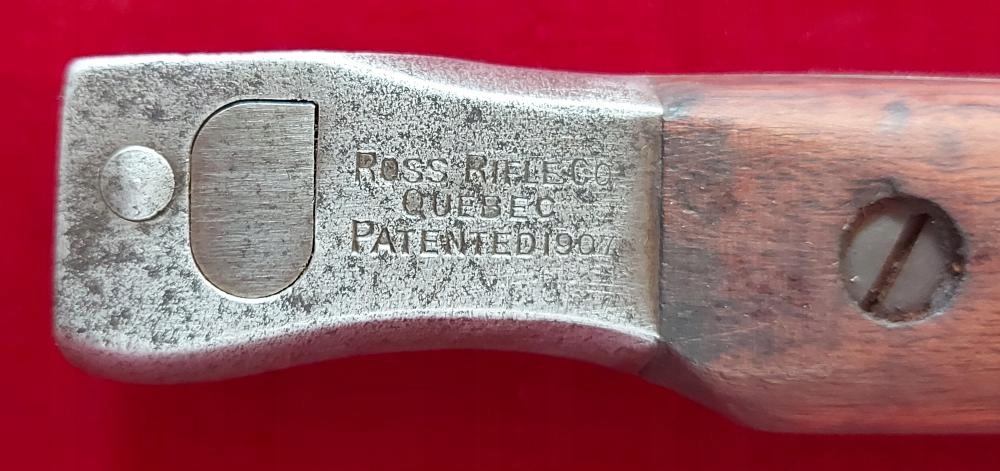 ROSS RIFLE CO
QUEBEC
PATENTED 1907